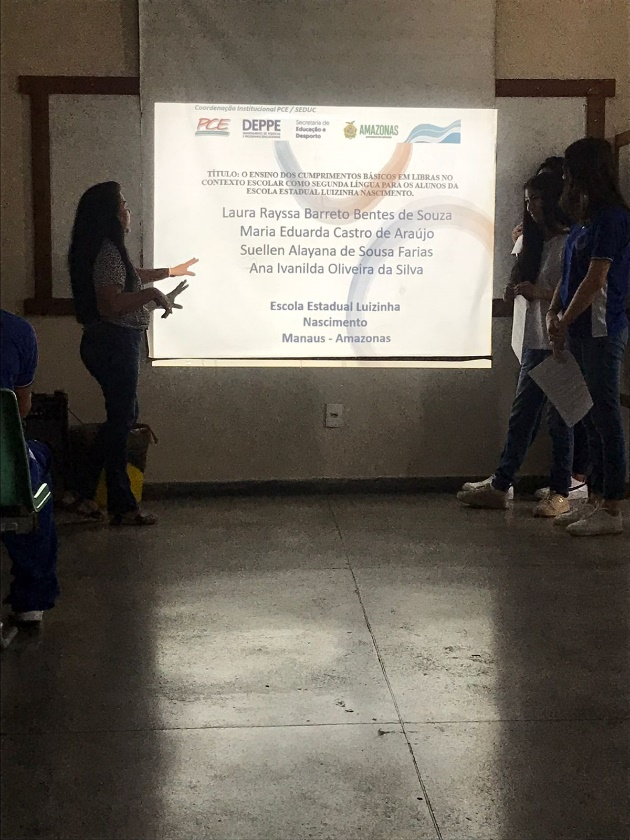 Coordenação Institucional PCE / SEDUC
PCE
DEPPE
Secretaria de
Educação e
Desporto
AMAZONAS
TÍTULO: O ENSINO DOS CUMPRIMENTOS BÁSICOS EM LIBRAS NO
CONTEXTO ESCOLAR COMO SEGUNDA LÍNGUA PARA OS ALUNOS DA
ESCOLA ESTADUAL LUIZINHA NASCIMENTO.
Laura Rayssa Barreto Bentes de Souza
Maria Eduarda Castro de Araújo
Suellen Alayana de Sousa Farias
Ana Ivanilda Oliveira da Silva
Escola Estadual Luizinha
Nascimento
Manaus - Amazonas